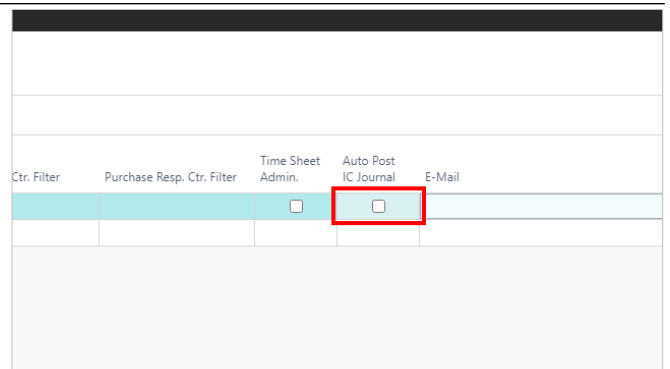 Ctr. Filter
Purchase Resp. Ctr. Filter
Time Sheet
Admin.
Auto Post
IC Journal
E-Mail